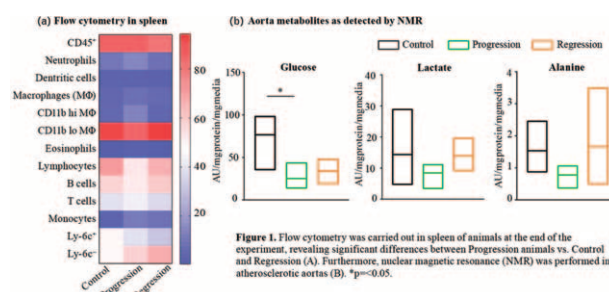 (a) Flow cytometry in spleen
CD45+
Neutrophils
Dentritic cells
Macrophages (MΦ)
CD11b hi MΦ
CD11b lo MΦ
Eosinophils
Lymphocytes
B cells
T cells
Monocytes
Ly-6c+
Ly-6c-
Control
Progression
Regression
80
60
40
20
(b) Aorta metabolites as detected by NMR
Control Progression Regression
Glucose
AU/mgprotein/mgmedia
150
100
50
0
*
Lactate
AU/mgprotein/mgmedia
40
30
20
10
0
Alanine
AU/mgprotein/mgmedia
4
3
2
1
0
Figure 1. Flow cytometry was carried out in spleen of animals at the end of the
experiment, revealing significant differences between Progression animals vs. Control
and Regression (A). Furthermore, nuclear magnetic resonance (NMR) was performed in
atherosclerotic aortas (B). *p=<0.05.